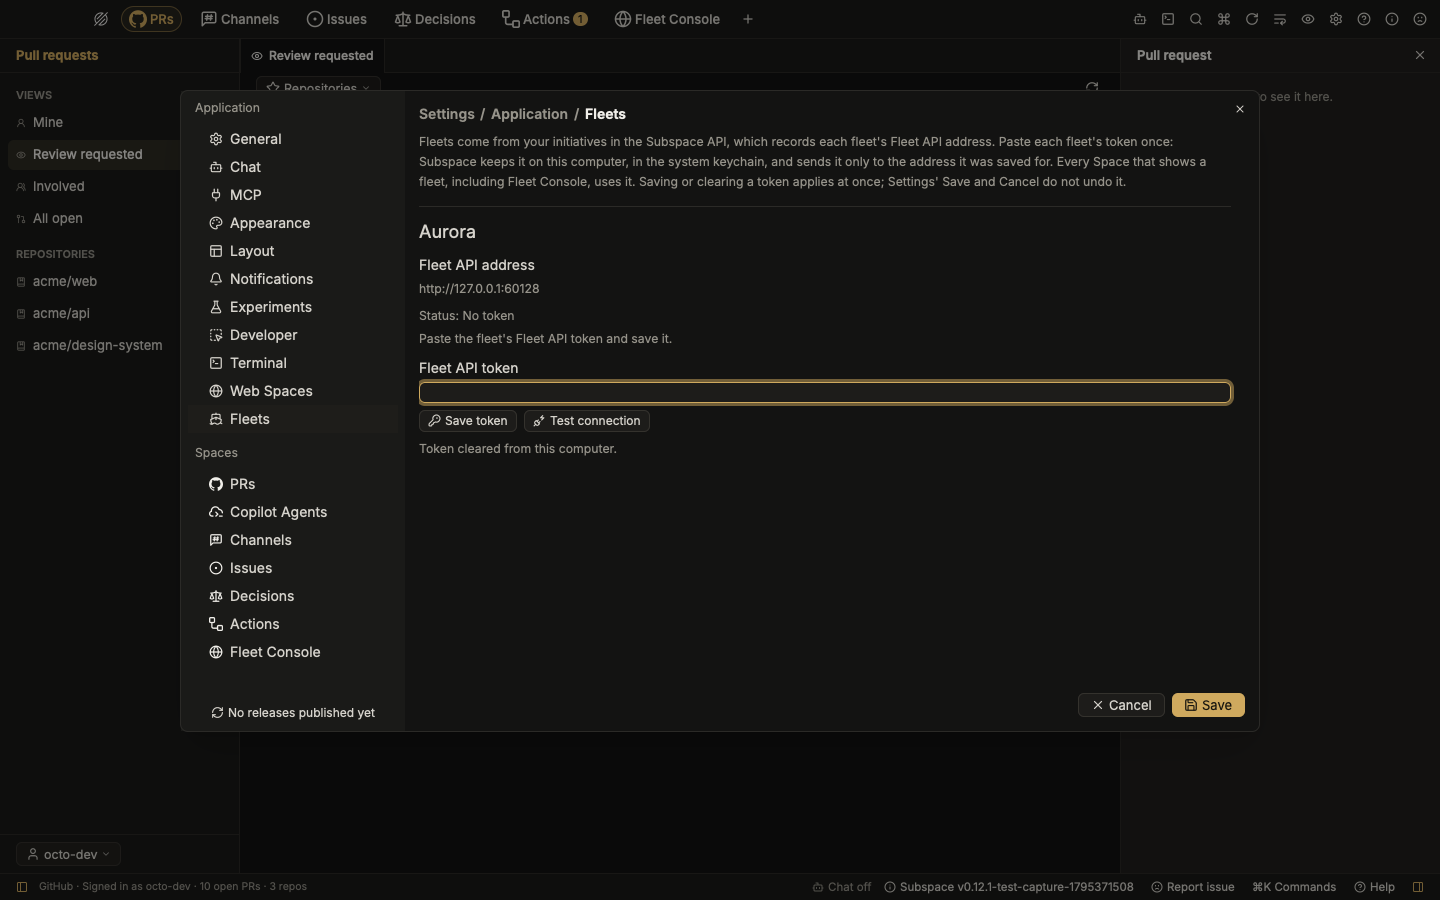 PRs
Channels
Issues
Decisions
Actions 1
Fleet Console
Pull requests
Review requested
Pull request
Repositories
VIEWS
Mine
Review requested
Involved
All open
REPOSITORIES
acme/web
acme/api
acme/design-system
o see it here.
Application
General
Chat
MCP
Appearance
Layout
Notifications
Experiments
Developer
Terminal
Web Spaces
Fleets
Spaces
PRs
Copilot Agents
Channels
Issues
Decisions
Actions
Fleet Console
No releases published yet
Settings / Application / Fleets
Fleets come from your initiatives in the Subspace API, which records each fleet's Fleet API address. Paste each fleet's token once:
Subspace keeps it on this computer, in the system keychain, and sends it only to the address it was saved for. Every Space that shows a
fleet, including Fleet Console, uses it. Saving or clearing a token applies at once; Settings' Save and Cancel do not undo it.
Aurora
Fleet API address
http://127.0.0.1:60128
Status: No token
Paste the fleet's Fleet API token and save it.
Fleet API token
Save token
Test connection
Token cleared from this computer.
Cancel
Save
octo-dev
GitHub · Signed in as octo-dev · 10 open PRs · 3 repos
Chat off
Subspace v0.12.1-test-capture-1795371508
Report issue
⌘K Commands
Help